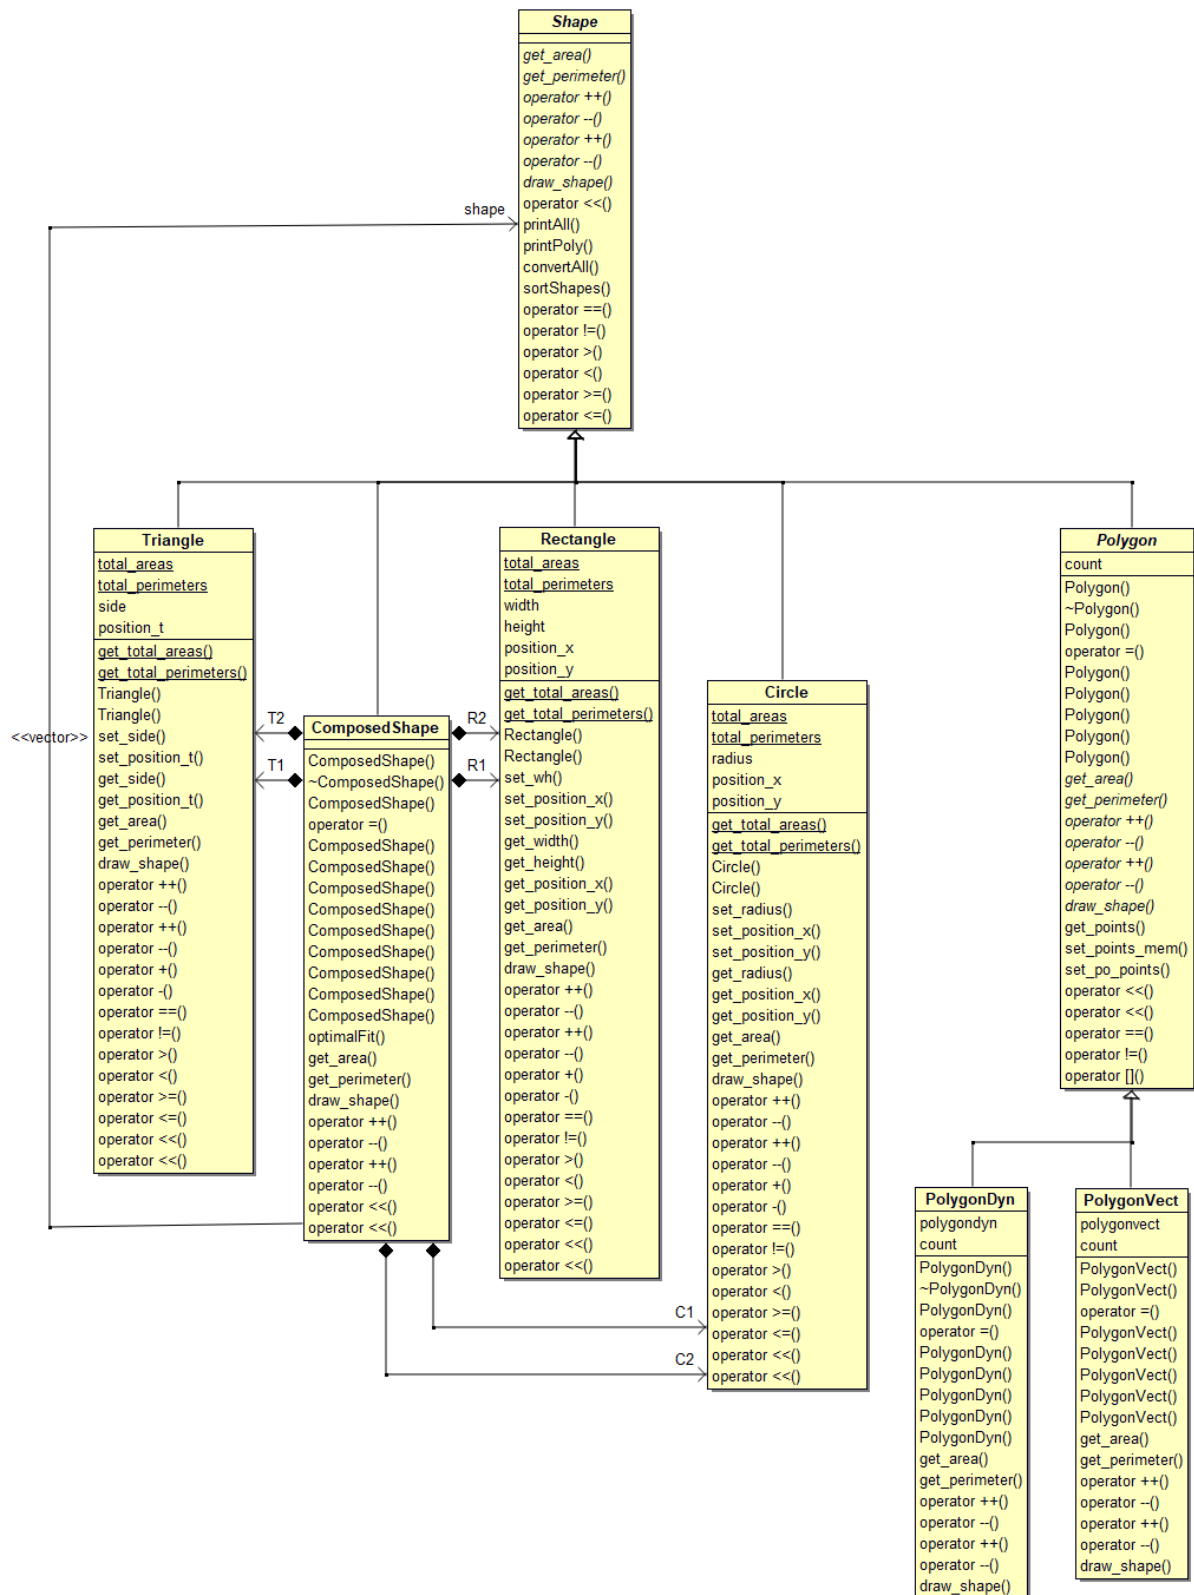 Shape
get_area()
get_perimeter()
operator ++()
operator --()
operator ++()
operator --()
draw_shape()
operator <<()
printAll()
printPoly()
convertAll()
sortShapes()
operator ==()
operator !=()
operator >()
operator <()
operator >=()
operator <=()
shape
<<vector>>
Triangle
total_areas
total_perimeters
side
position_t
get_total_areas()
get_total_perimeters()
Triangle()
Triangle()
set_side()
set_position_t()
get_side()
get_position_t()
get_area()
get_perimeter()
draw_shape()
operator ++()
operator --()
operator ++()
operator --()
operator +()
operator -()
operator ==()
operator !=()
operator >()
operator <()
operator >=()
operator <=()
operator <<()
operator <<()
T2
T1
ComposedShape
ComposedShape()
~ComposedShape()
ComposedShape()
operator =()
ComposedShape()
ComposedShape()
ComposedShape()
ComposedShape()
ComposedShape()
ComposedShape()
ComposedShape()
ComposedShape()
ComposedShape()
optimalFit()
get_area()
get_perimeter()
draw_shape()
operator ++()
operator --()
operator ++()
operator --()
operator <<()
operator <<()
R2
R1
Rectangle
total_areas
total_perimeters
width
height
position_x
position_y
get_total_areas()
get_total_perimeters()
Rectangle()
Rectangle()
set_wh()
set_position_x()
set_position_y()
get_width()
get_height()
get_position_x()
get_position_y()
get_area()
get_perimeter()
draw_shape()
operator ++()
operator --()
operator ++()
operator --()
operator +()
operator -()
operator ==()
operator !=()
operator >()
operator <()
operator >=()
operator <=()
operator <<()
operator <<()
C1
C2
Circle
total_areas
total_perimeters
radius
position_x
position_y
get_total_areas()
get_total_perimeters()
Circle()
Circle()
set_radius()
set_position_x()
set_position_y()
get_radius()
get_position_x()
get_position_y()
get_area()
get_perimeter()
draw_shape()
operator ++()
operator --()
operator ++()
operator --()
operator +()
operator -()
operator ==()
operator !=()
operator >()
operator <()
operator >=()
operator <=()
operator <<()
operator <<()
Polygon
count
Polygon()
~Polygon()
Polygon()
operator =()
Polygon()
Polygon()
Polygon()
Polygon()
Polygon()
get_area()
get_perimeter()
operator ++()
operator --()
operator ++()
operator --()
draw_shape()
get_points()
set_points_mem()
set_po_points()
operator <<()
operator <<()
operator ==()
operator !=()
operator []()
PolygonDyn
polygondyn
count
PolygonDyn()
~PolygonDyn()
PolygonDyn()
operator =()
PolygonDyn()
PolygonDyn()
PolygonDyn()
PolygonDyn()
PolygonDyn()
get_area()
get_perimeter()
operator ++()
operator --()
operator ++()
operator --()
draw_shape()
PolygonVect
polygonvect
count
PolygonVect()
PolygonVect()
operator =()
PolygonVect()
PolygonVect()
PolygonVect()
PolygonVect()
PolygonVect()
get_area()
get_perimeter()
operator ++()
operator --()
operator ++()
operator --()
draw_shape()